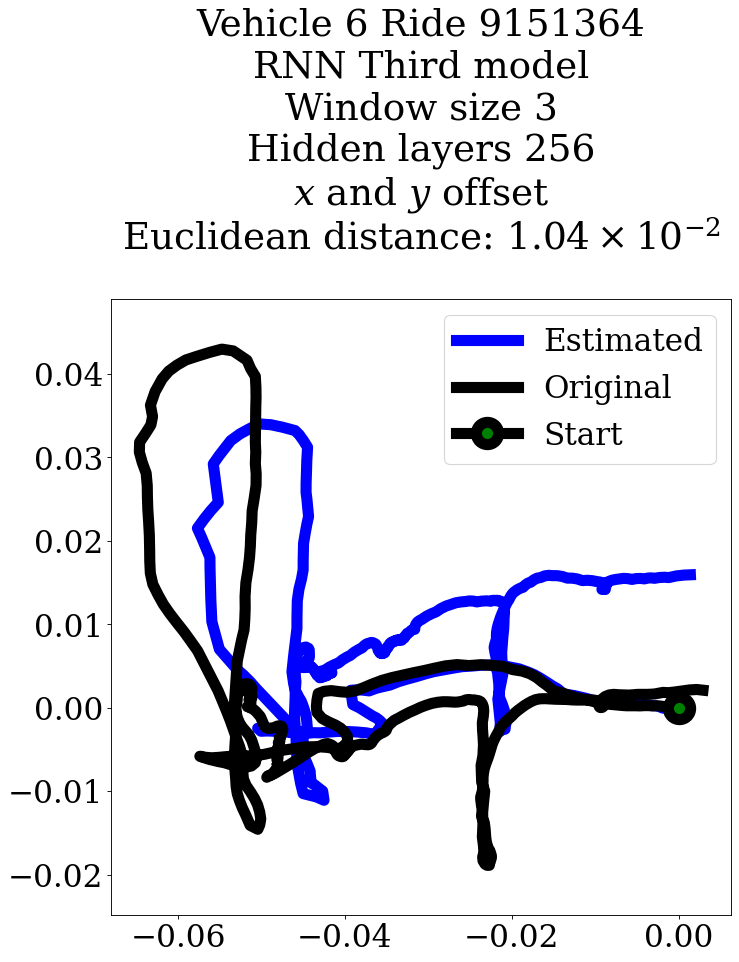 Vehicle 6 Ride 9151364
RNN Third model
Window size 3
Hidden layers 256
x and y offset
Euclidean distance: 1.04 × 10⁻²
Estimated
Original
Start
0.04
0.03
0.02
0.01
0.00
−0.01
−0.02
−0.06 −0.04 −0.02 0.00